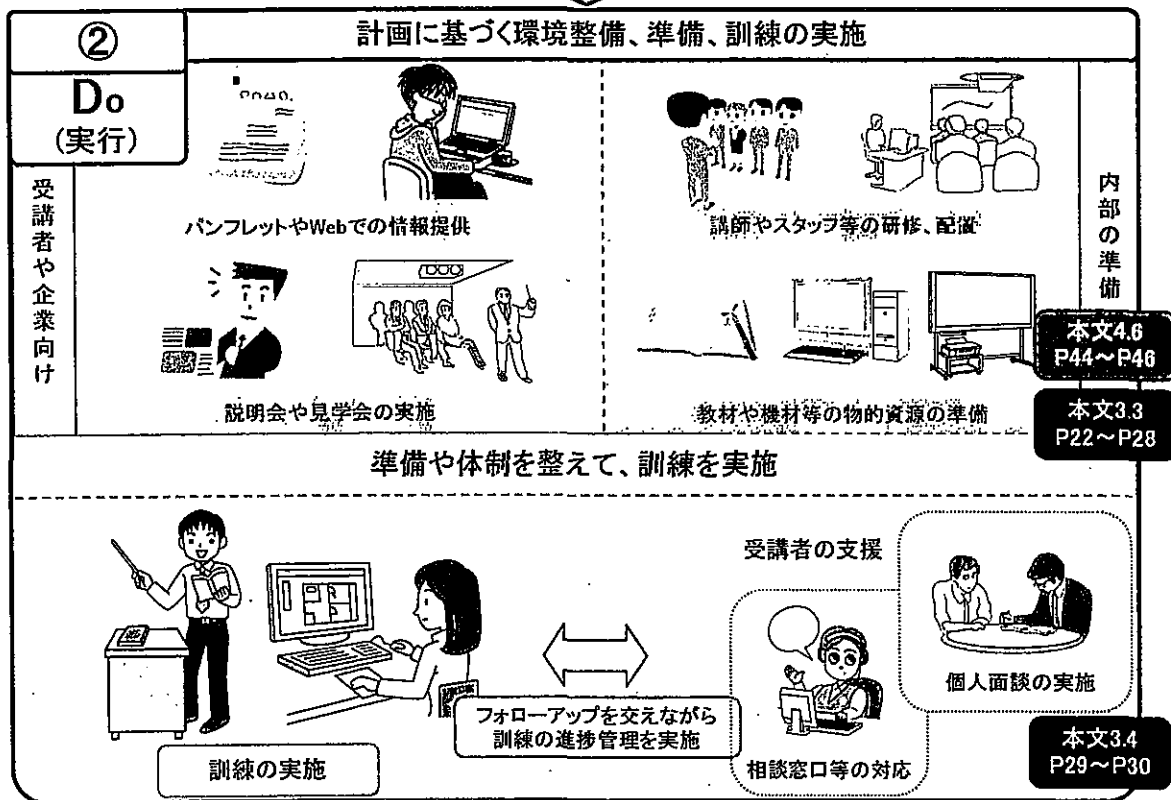 ②
Do
(実行)
計画に基づく環境整備、準備、訓練の実施
受講者や企業向け
パンフレットやWebでの情報提供
講師やスタッフ等の研修、配置
説明会や見学会の実施
教材や機材等の物的資源の準備
内部の準備
本文4.6
P44～P46
本文3.3
P22～P28
準備や体制を整えて、訓練を実施
受講者の支援
個人面談の実施
フォローアップを交えながら
訓練の進捗管理を実施
訓練の実施
相談窓口等の対応
本文3.4
P29～P30